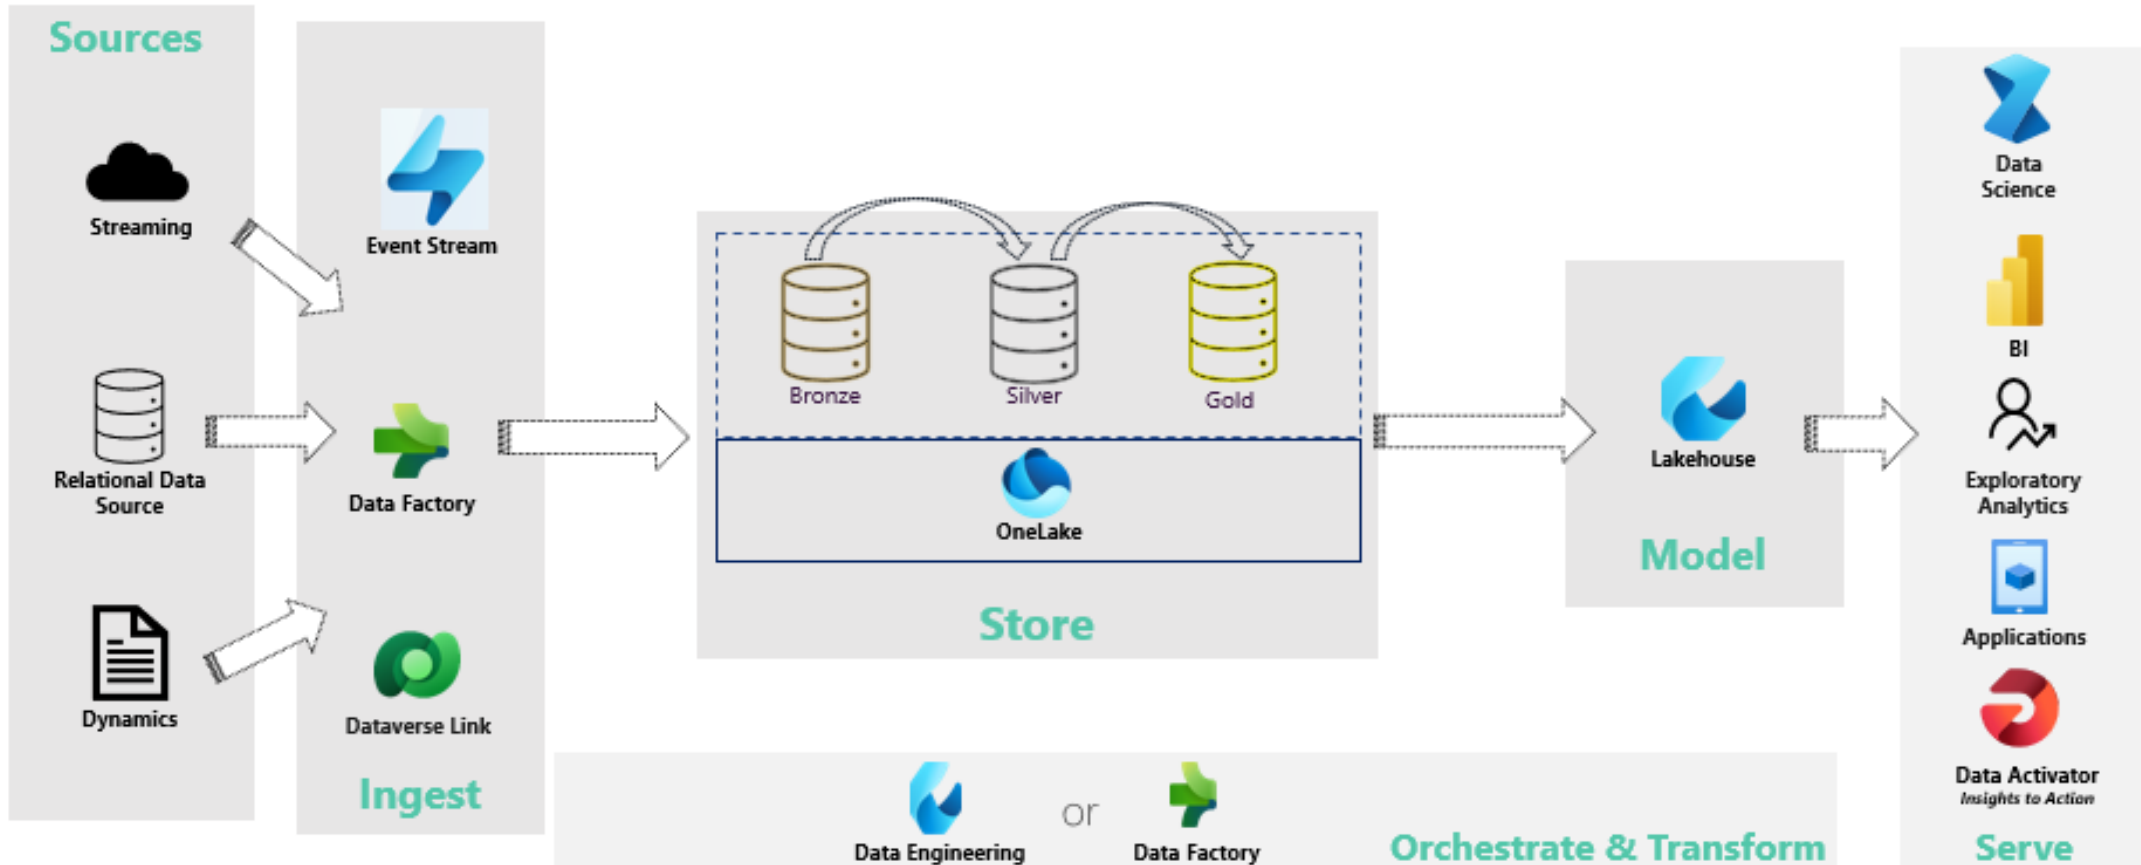 Sources
Streaming
Relational Data
Source
Dynamics
Event Stream
Data Factory
Dataverse Link
Ingest
Bronze
Silver
Gold
OneLake
Store
Lakehouse
Model
Data
Science
BI
Exploratory
Analytics
Applications
Data Activator
Insights to Action
Serve
Data Engineering
or
Data Factory
Orchestrate & Transform